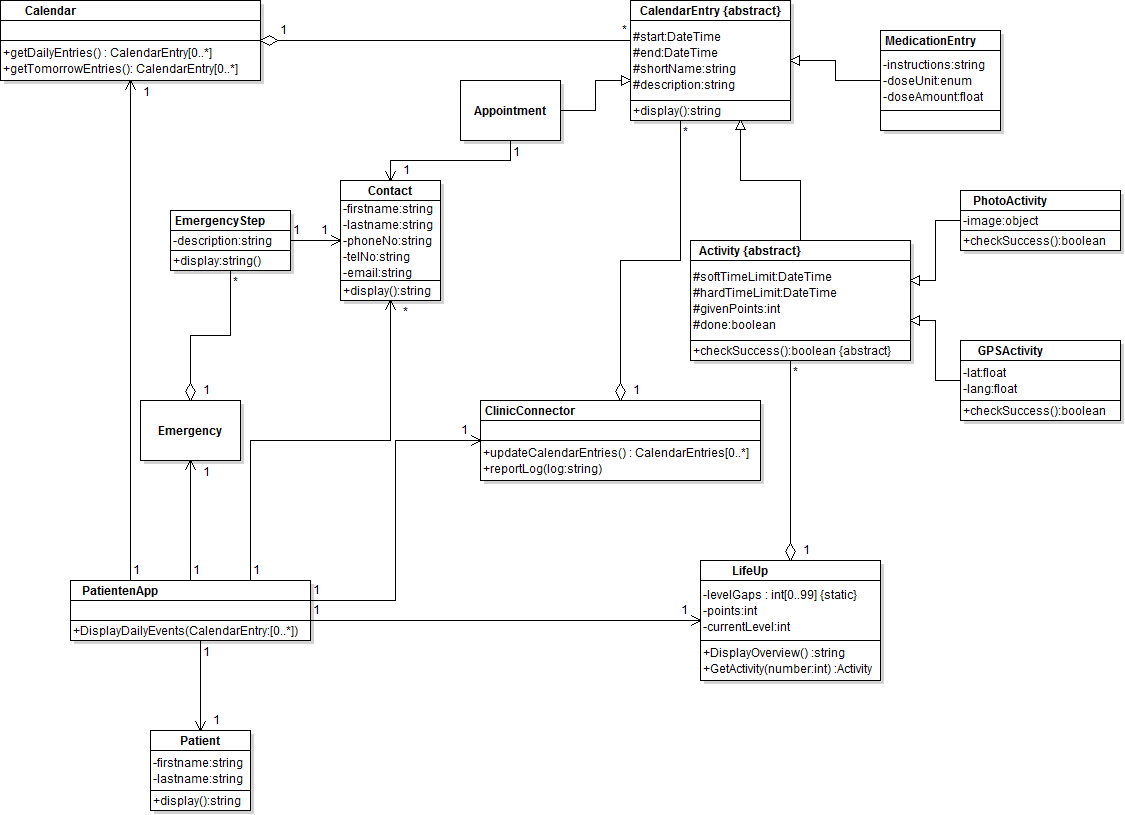 Calendar
+getDailyEntries() : CalendarEntry[0..*]
+getTomorrowEntries(): CalendarEntry[0..*]
1
*
1
CalendarEntry {abstract}
#start:DateTime
#end:DateTime
#shortName:string
#description:string
+display():string
*
MedicationEntry
-instructions:string
-doseUnit:enum
-doseAmount:float
Appointment
1
1
Contact
-firstname:string
-lastname:string
-phoneNo:string
-telNo:string
-email:string
+display():string
*
EmergencyStep
-description:string
+display:string()
1
1
*
1
Emergency
1
PhotoActivity
-image:object
+checkSuccess():boolean
Activity {abstract}
#softTimeLimit:DateTime
#hardTimeLimit:DateTime
#givenPoints:int
#done:boolean
+checkSuccess():boolean {abstract}
*
GPSActivity
-lat:float
-lang:float
+checkSuccess():boolean
1
1
ClinicConnector
+updateCalendarEntries() : CalendarEntries[0..*]
+reportLog(log:string)
1
LifeUp
-levelGaps : int[0..99] {static}
-points:int
-currentLevel:int
+DisplayOverview() :string
+GetActivity(number:int) :Activity
1
1
1
1
PatientenApp
+DisplayDailyEvents(CalendarEntry:[0..*])
1
1
1
1
1
Patient
-firstname:string
-lastname:string
+display():string